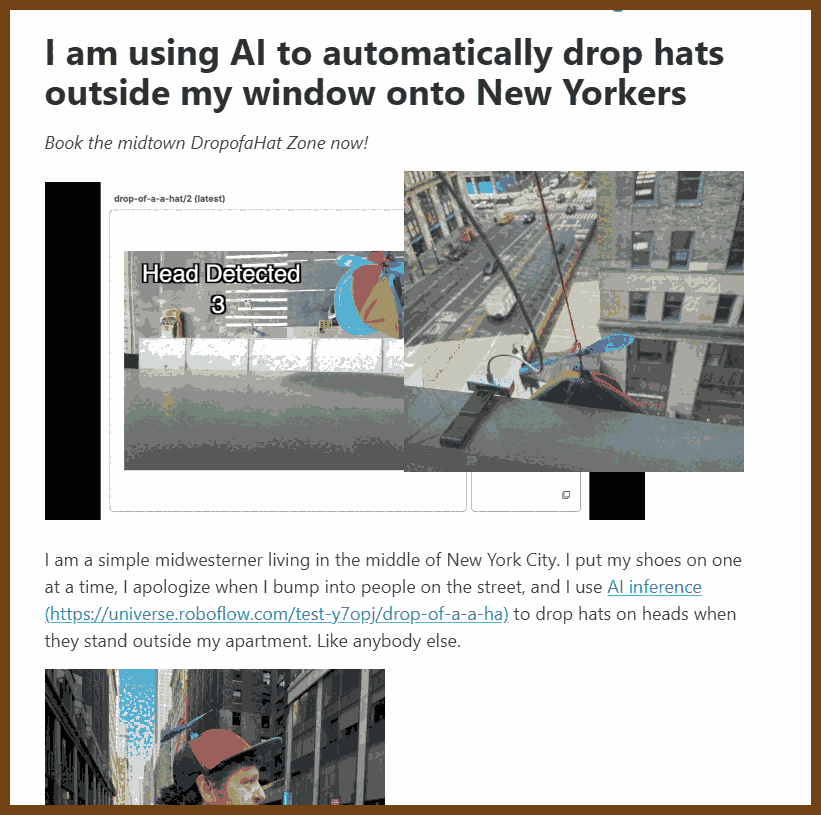 I am using AI to automatically drop hats
outside my window onto New Yorkers
Book the midtown DropofaHat Zone now!
drop-of-a-a-hat/2 (latest)
Head Detected
3
I am a simple midwesterner living in the middle of New York City. I put my shoes on one
at a time, I apologize when I bump into people on the street, and I use AI inference
(https://universe.roboflow.com/test-y7opj/drop-of-a-a-ha) to drop hats on heads when
they stand outside my apartment. Like anybody else.